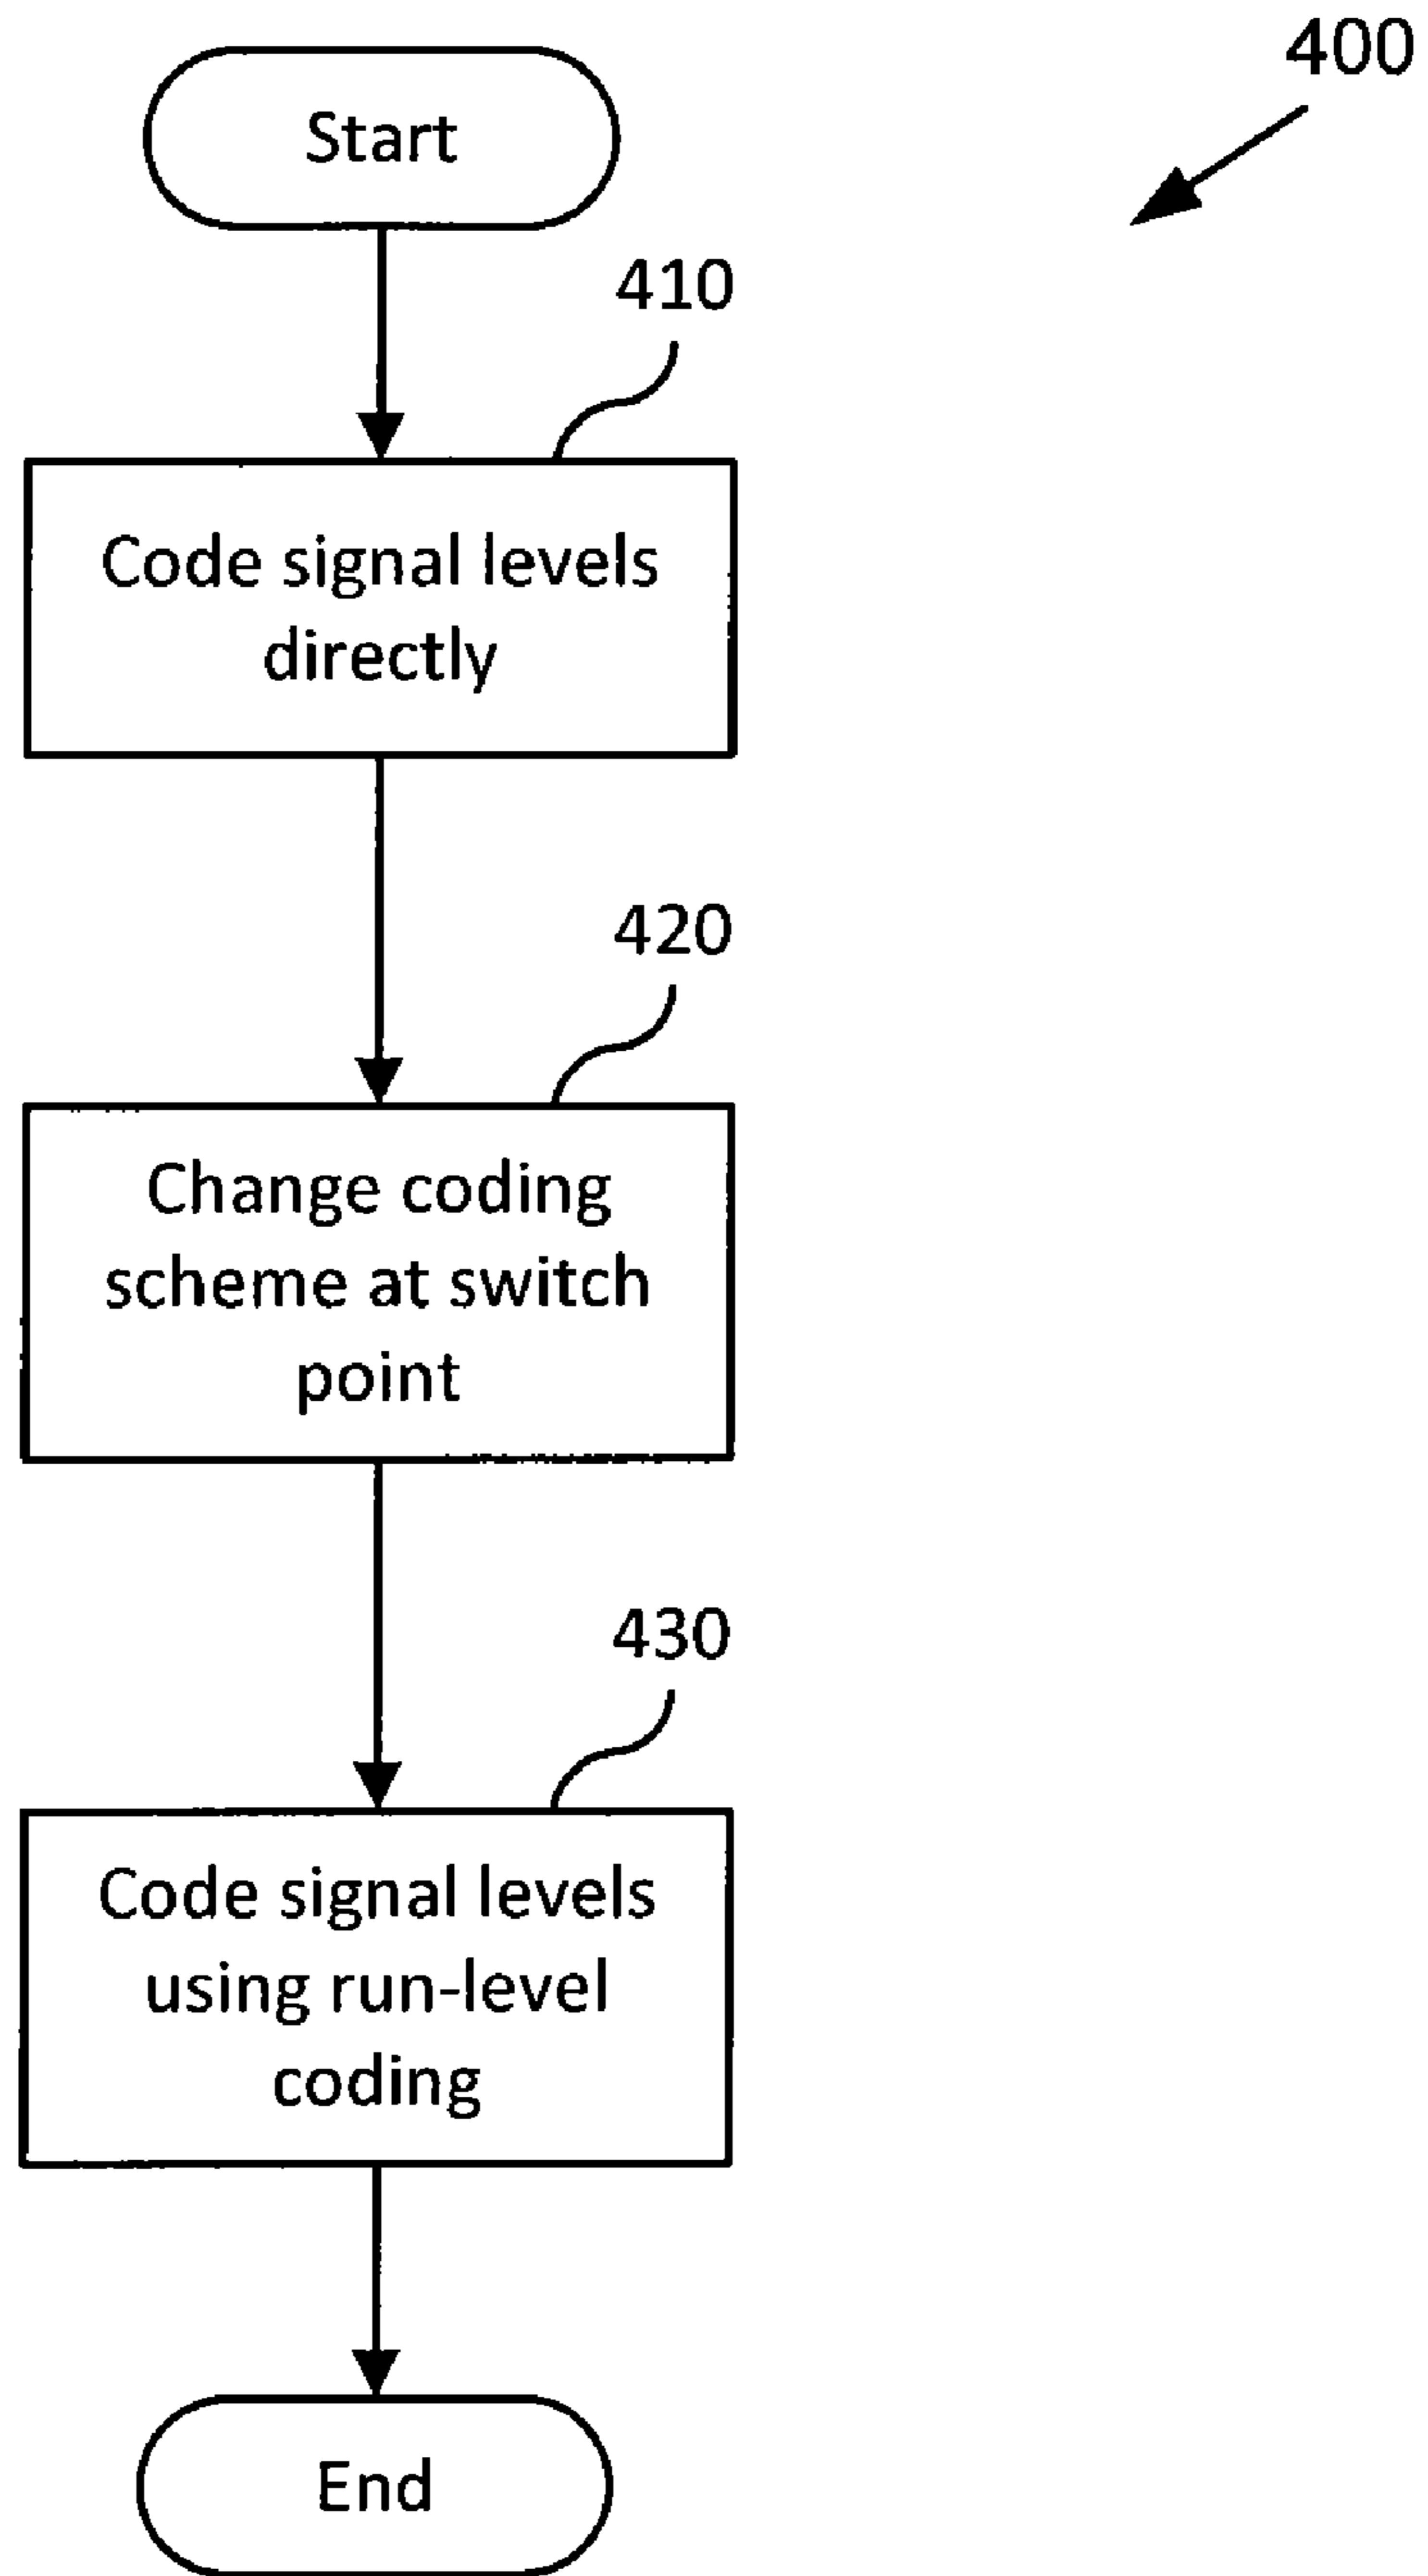 400
Start
410
Code signal levels
directly
420
Change coding
scheme at switch
point
430
Code signal levels
using run-level
coding
End